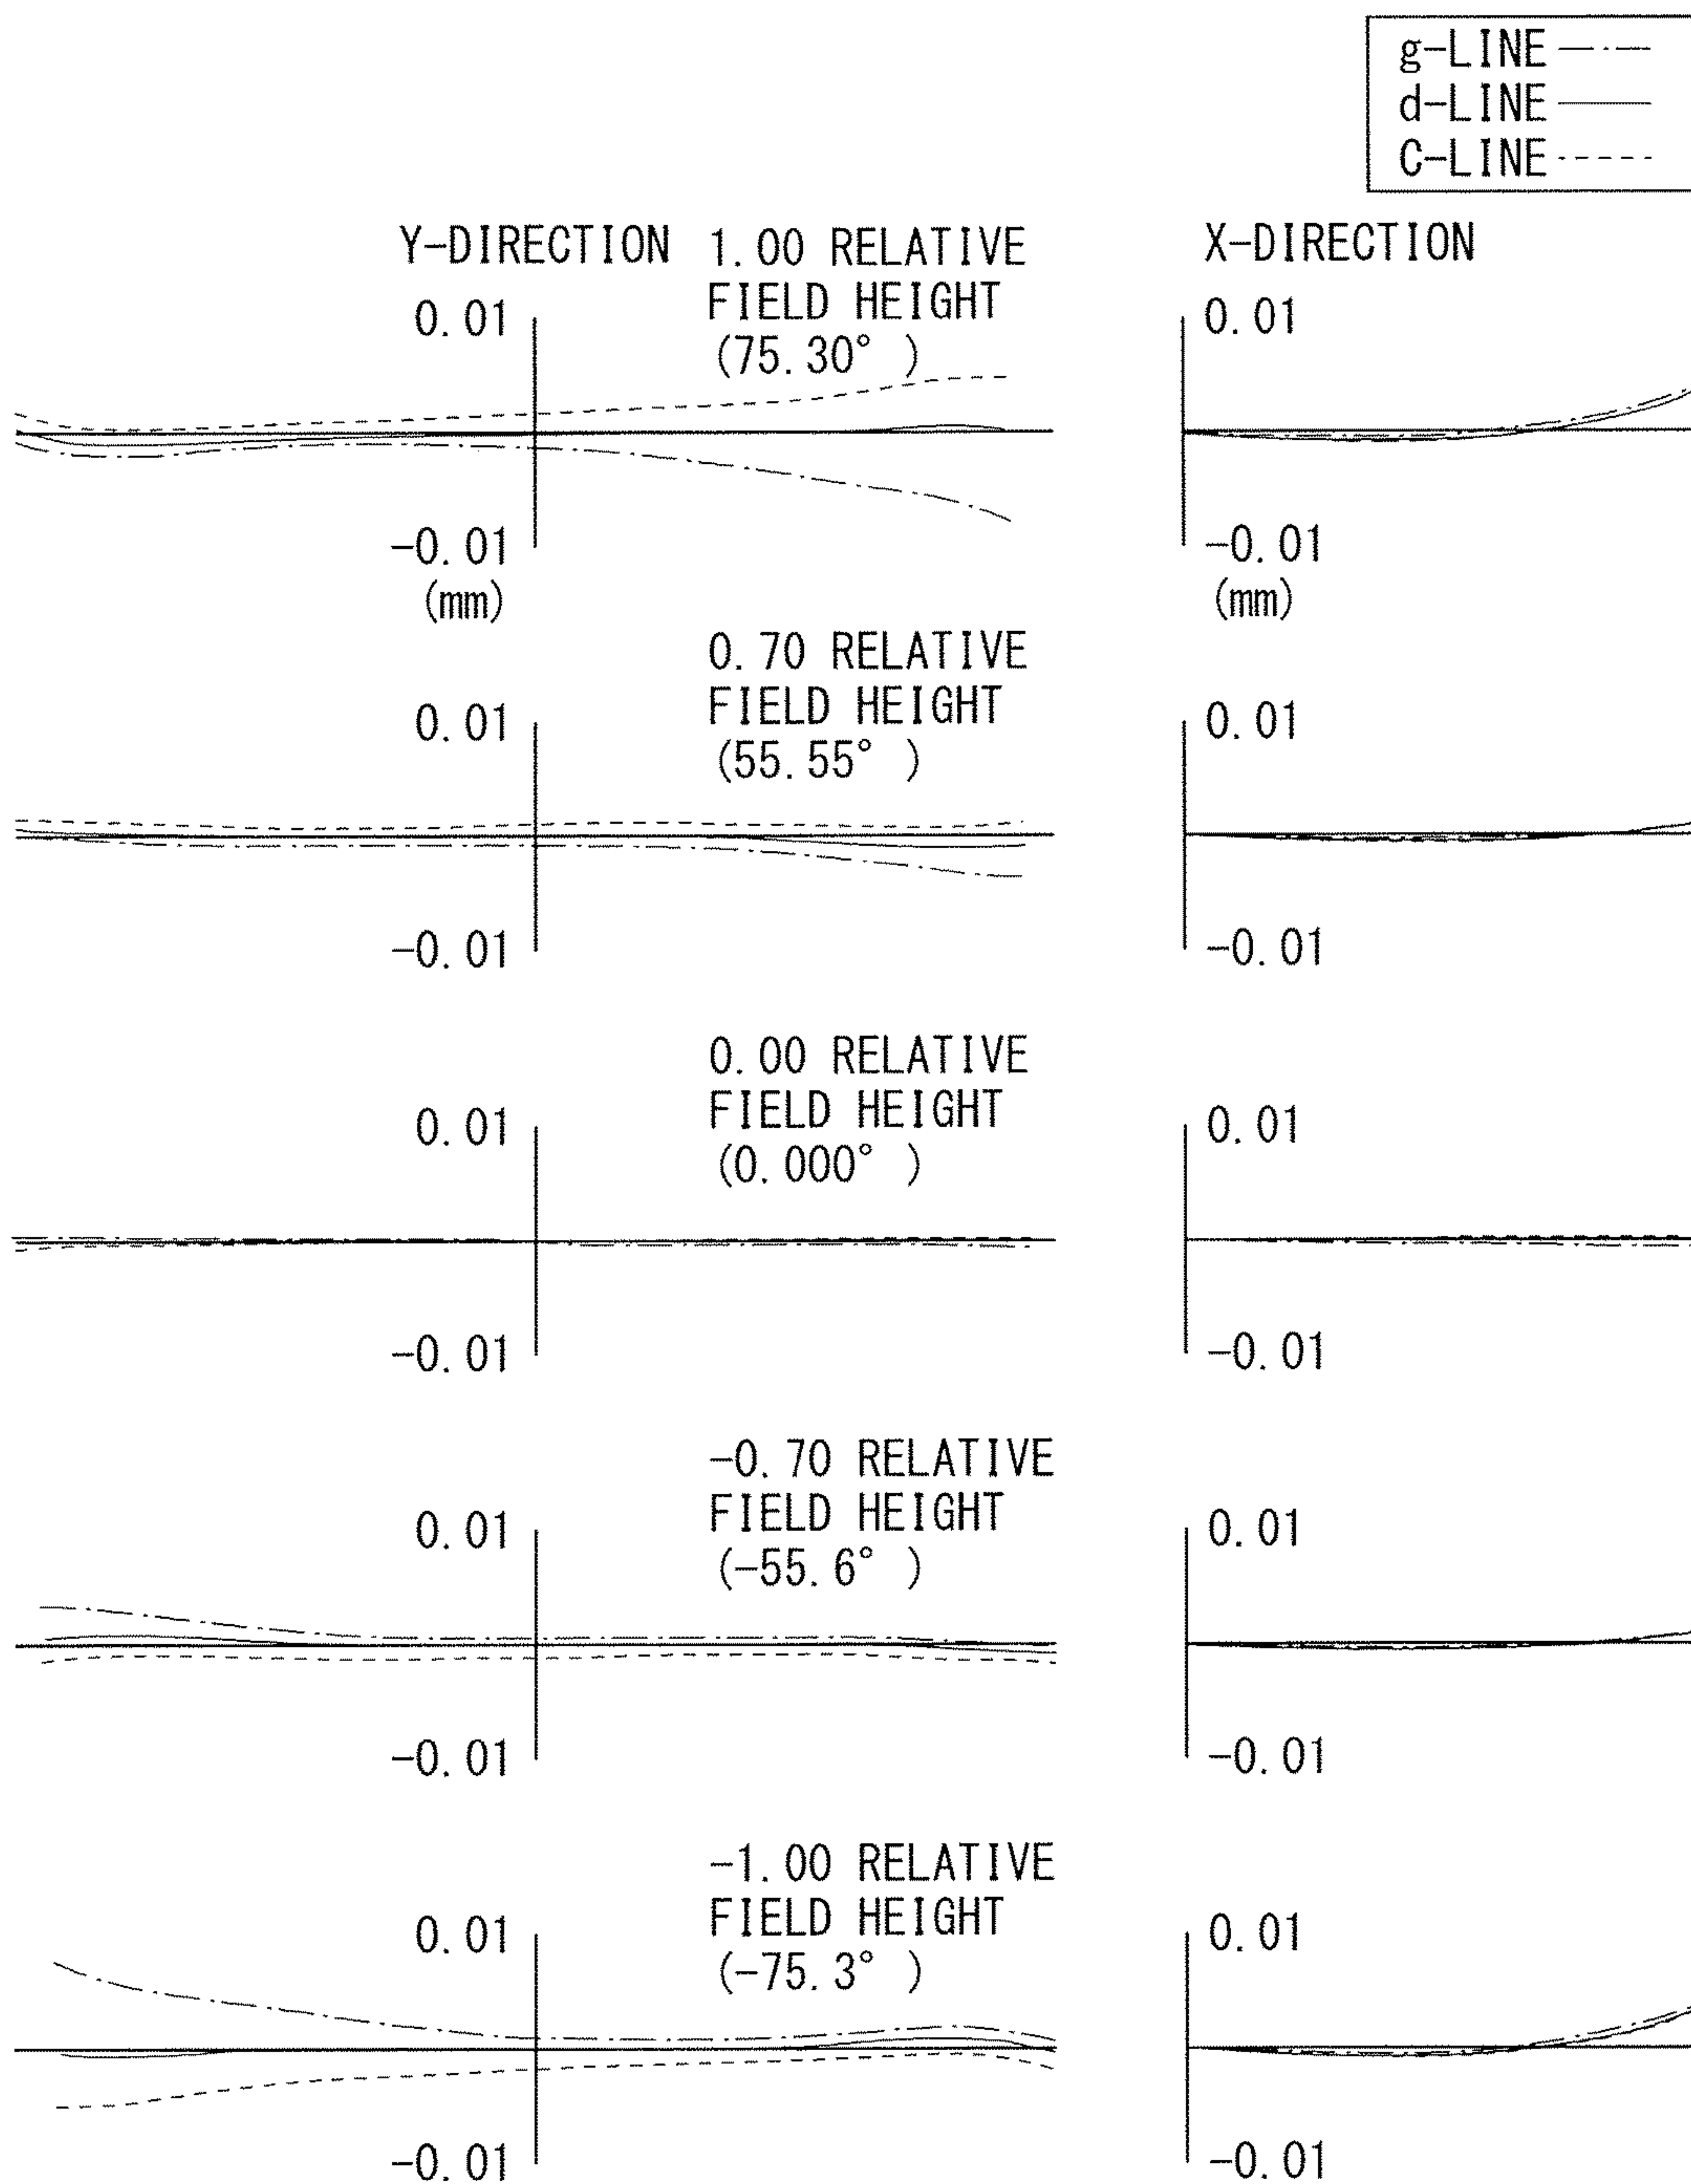 g-LINE
d-LINE
C-LINE
Y-DIRECTION
1.00 RELATIVE
FIELD HEIGHT
(75.30° )
X-DIRECTION
0.01
0.01
-0.01
(mm)
-0.01
(mm)
0.70 RELATIVE
FIELD HEIGHT
(55.55° )
0.01
0.01
-0.01
-0.01
0.00 RELATIVE
FIELD HEIGHT
(0.000° )
0.01
0.01
-0.01
-0.01
-0.70 RELATIVE
FIELD HEIGHT
(-55.6° )
0.01
0.01
-0.01
-0.01
-1.00 RELATIVE
FIELD HEIGHT
(-75.3° )
0.01
0.01
-0.01
-0.01